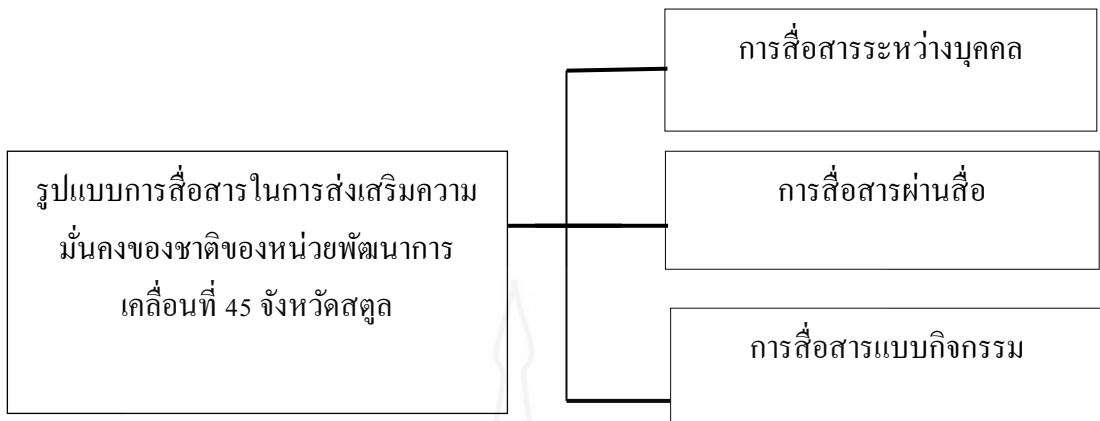 รูปแบบการสื่อสารในการส่งเสริมความ
มั่นคงของชาติของหน่วยพัฒนาการ
เคลื่อนที่ 45 จังหวัดสตูล
การสื่อสารระหว่างบุคคล
การสื่อสารผ่านสื่อ
การสื่อสารแบบกิจกรรม